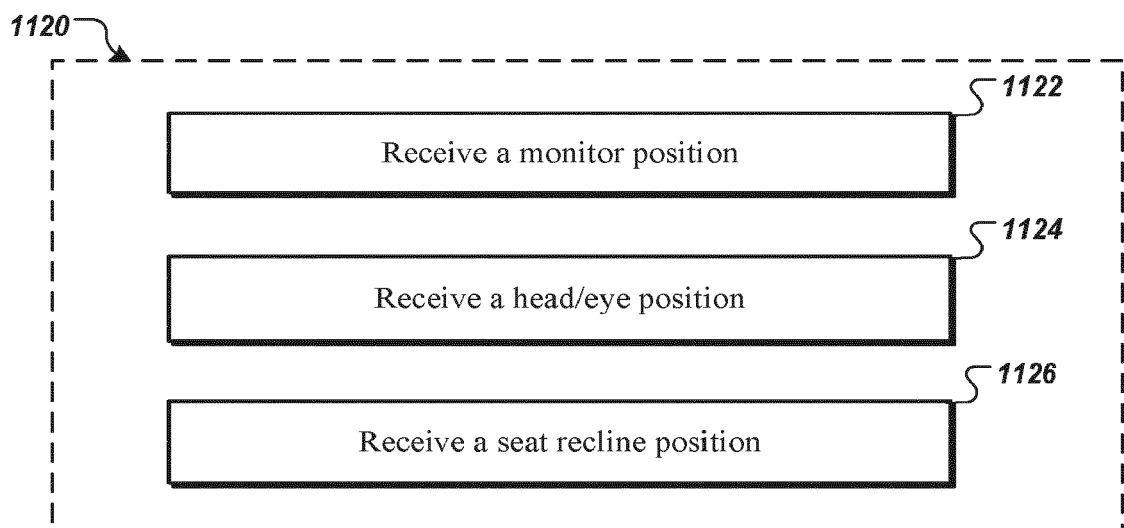 1120
1122
Receive a monitor position
1124
Receive a head/eye position
1126
Receive a seat recline position